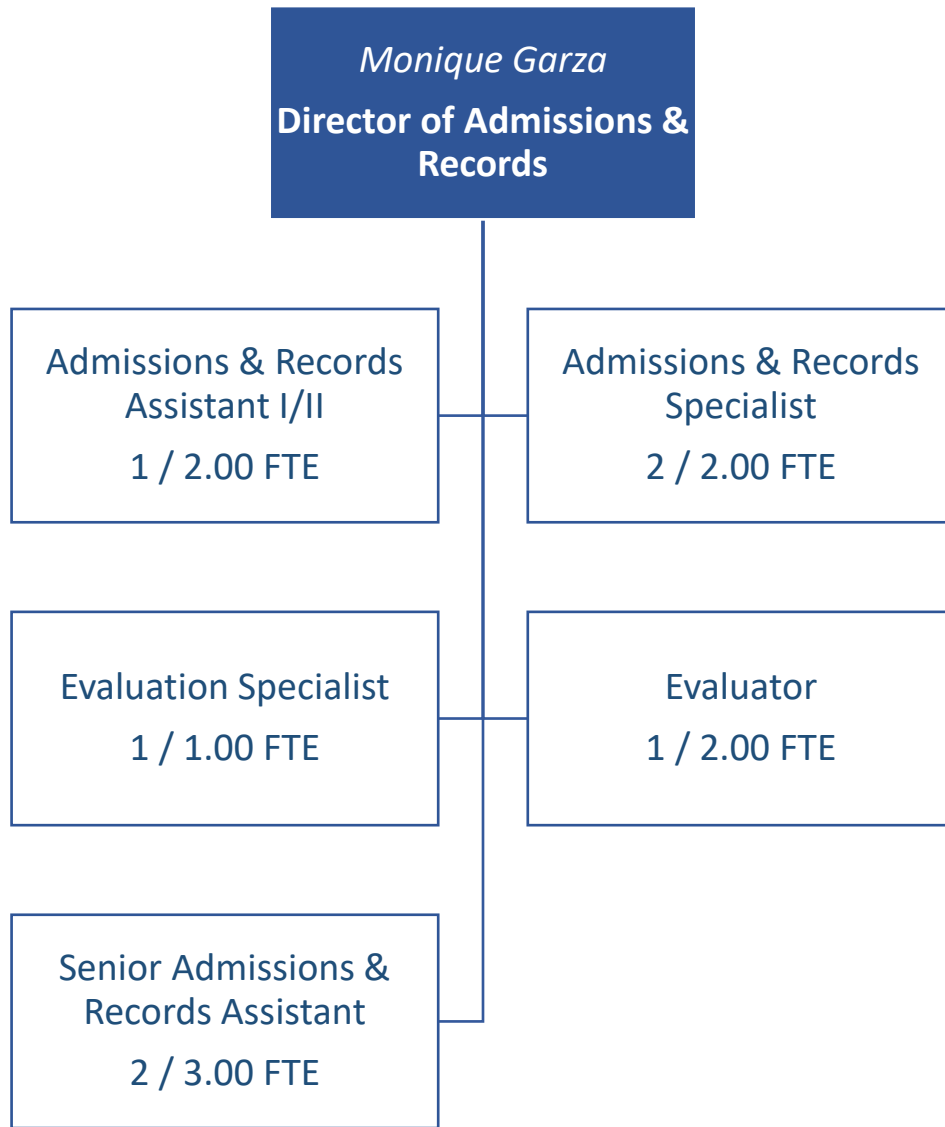 Monique Garza
Director of Admissions &
Records
Admissions & Records
Assistant I/II
1 / 2.00 FTE
Admissions & Records
Specialist
2 / 2.00 FTE
Evaluation Specialist
1 / 1.00 FTE
Evaluator
1 / 2.00 FTE
Senior Admissions &
Records Assistant
2 / 3.00 FTE